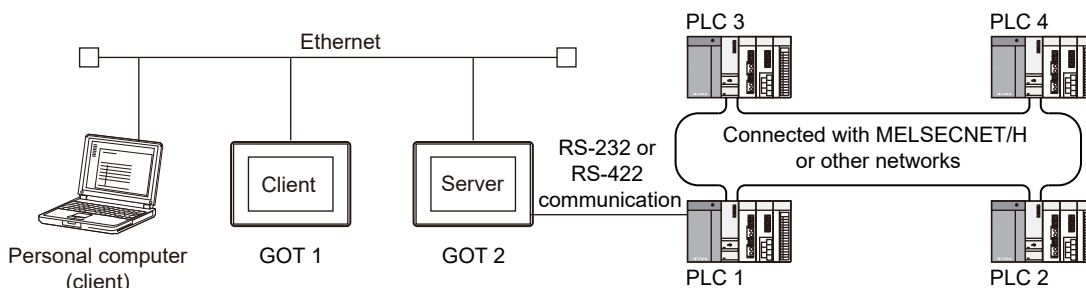 PLC 3
PLC 4
Ethernet
Connected with MELSECNET/H
or other networks
RS-232 or
RS-422
communication
Client
Server
Personal computer
(client)
GOT 1
GOT 2
PLC 1
PLC 2